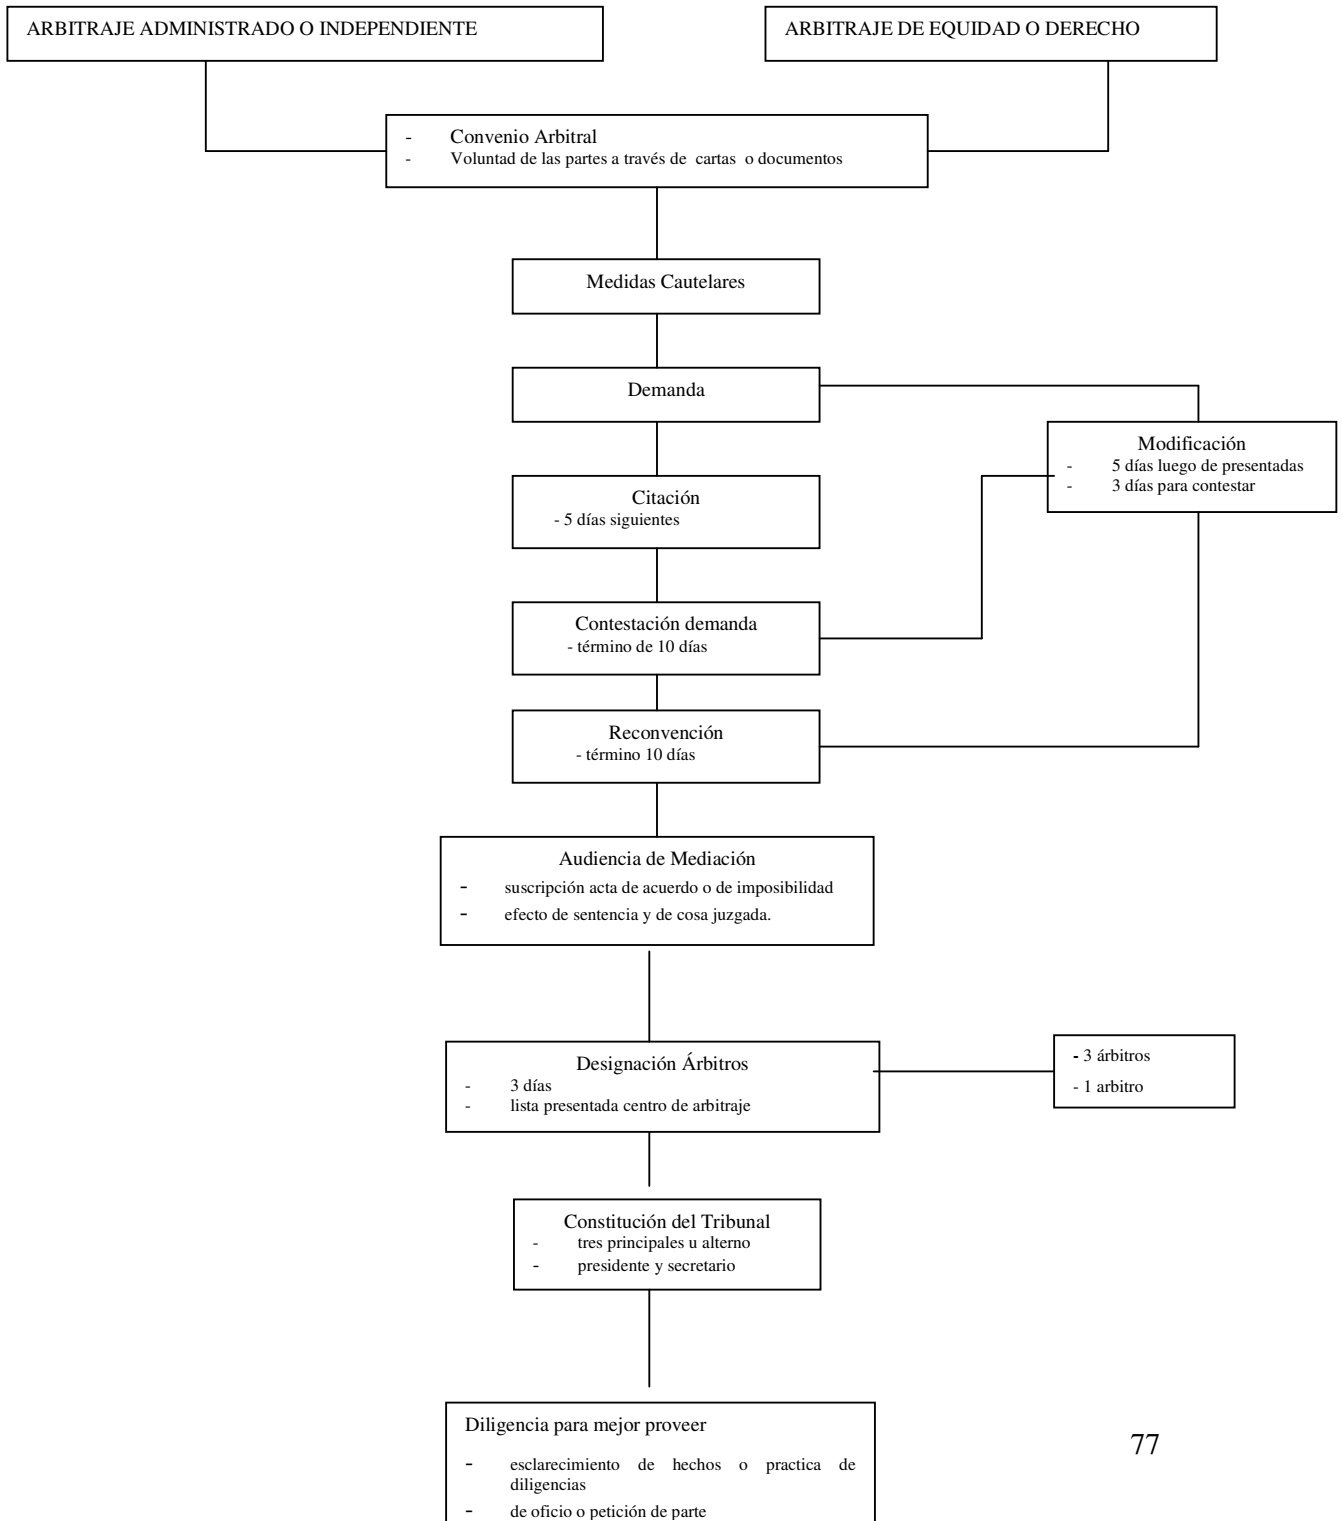 ARBITRAJE ADMINISTRADO O INDEPENDIENTE
ARBITRAJE DE EQUIDAD O DERECHO
- Convenio Arbitral
- Voluntad de las partes a través de cartas o documentos
Medidas Cautelares
Demanda
Modificación
- 5 días luego de presentadas
- 3 días para contestar
Citación
- 5 días siguientes
Contestación demanda
- término de 10 días
Reconvención
- término 10 días
Audiencia de Mediación
- suscripción acta de acuerdo o de imposibilidad
- efecto de sentencia y de cosa juzgada.
Designación Árbitros
- 3 días
- lista presentada centro de arbitraje
- 3 árbitros
- 1 arbitro
Constitución del Tribunal
- tres principales u alterno
- presidente y secretario
Diligencia para mejor proveer
- esclarecimiento de hechos o practica de
diligencias
- de oficio o petición de parte
77